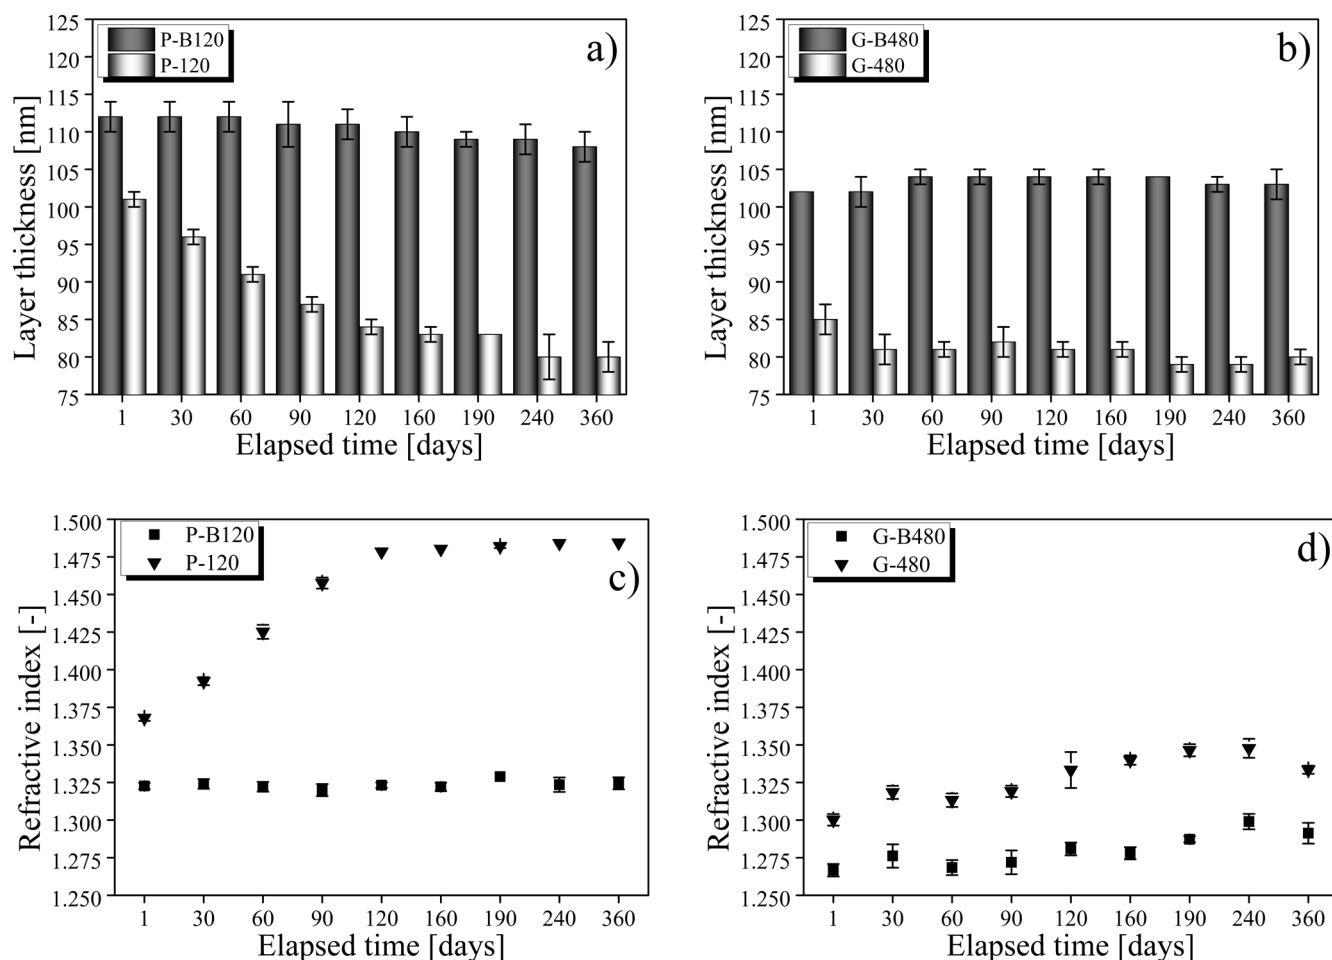 a)
P-B120
P-120
Layer thickness [nm]
125
120
115
110
105
100
95
90
85
80
75
1 30 60 90 120 160 190 240 360
Elapsed time [days]
b)
G-B480
G-480
Layer thickness [nm]
125
120
115
110
105
100
95
90
85
80
75
1 30 60 90 120 160 190 240 360
Elapsed time [days]
c)
P-B120
P-120
Refractive index [-]
1.500
1.475
1.450
1.425
1.400
1.375
1.350
1.325
1.300
1.275
1.250
1 30 60 90 120 160 190 240 360
Elapsed time [days]
d)
G-B480
G-480
Refractive index [-]
1.500
1.475
1.450
1.425
1.400
1.375
1.350
1.325
1.300
1.275
1.250
1 30 60 90 120 160 190 240 360
Elapsed time [days]